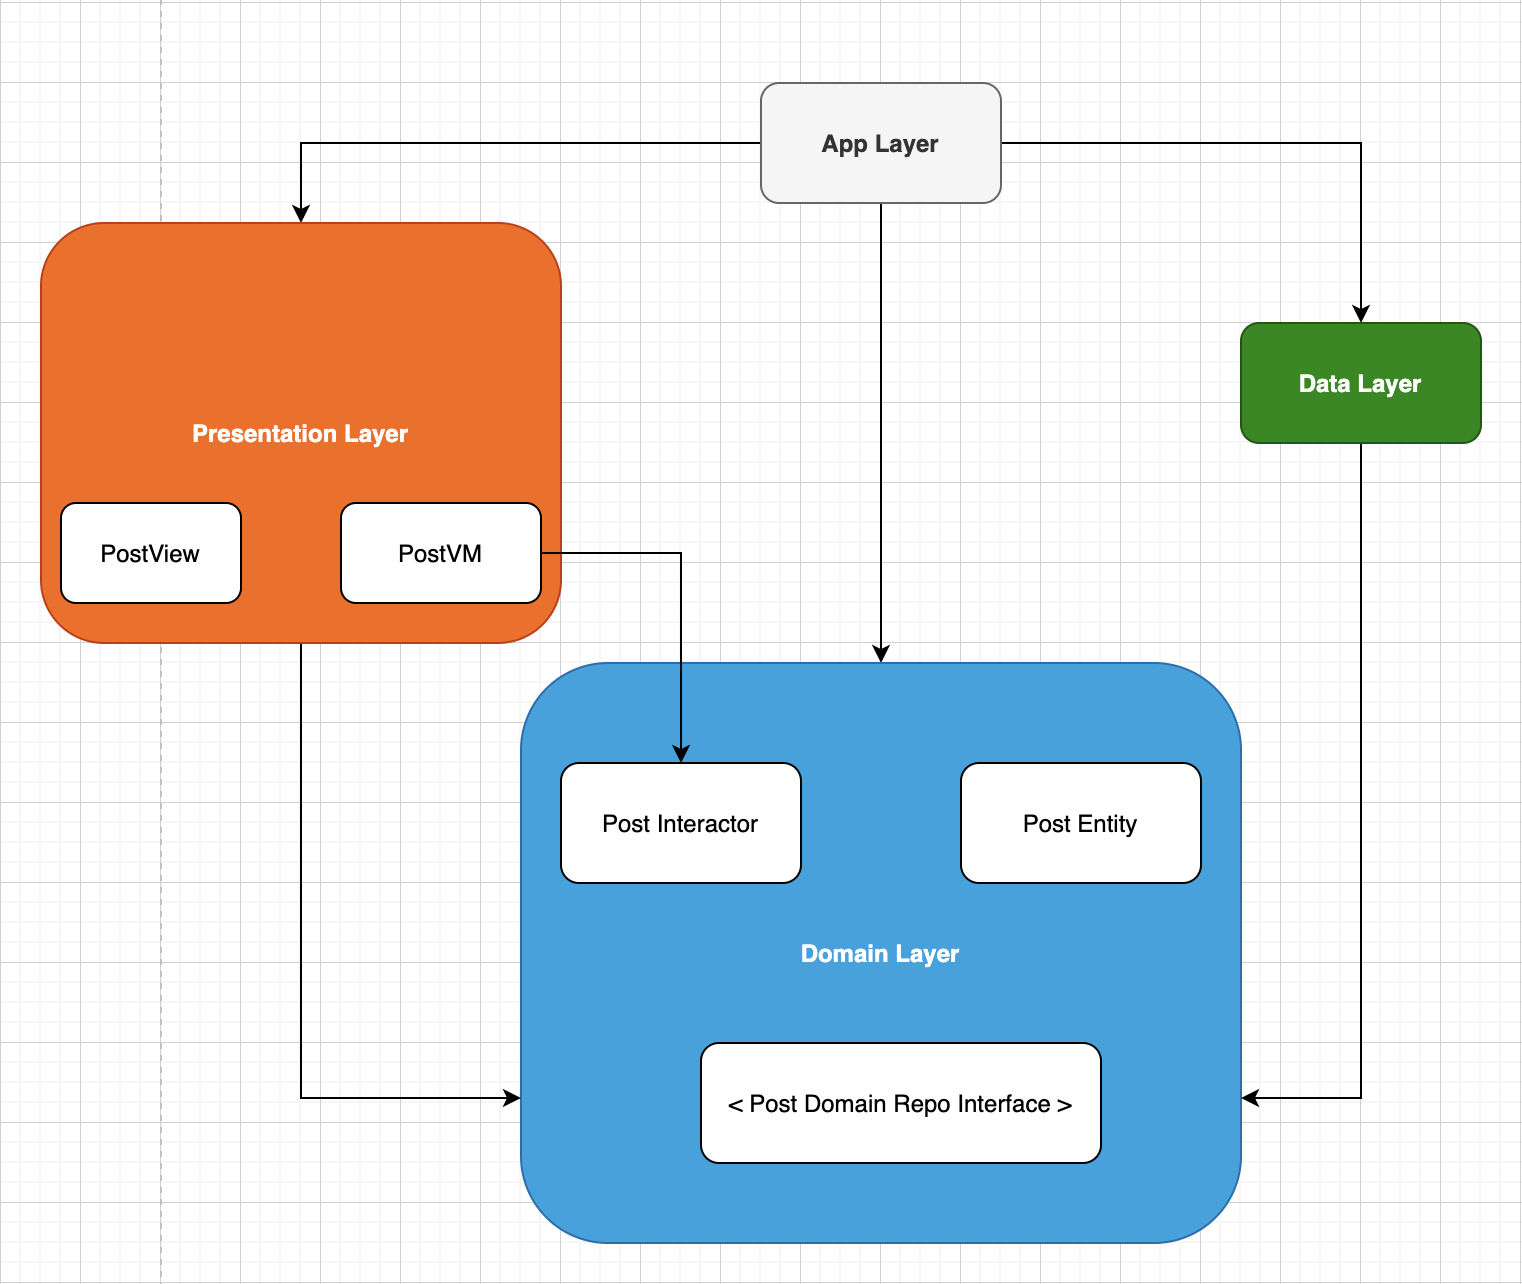 App Layer
Data Layer
Presentation Layer
PostView
PostVM
Post Interactor
Post Entity
Domain Layer
< Post Domain Repo Interface >